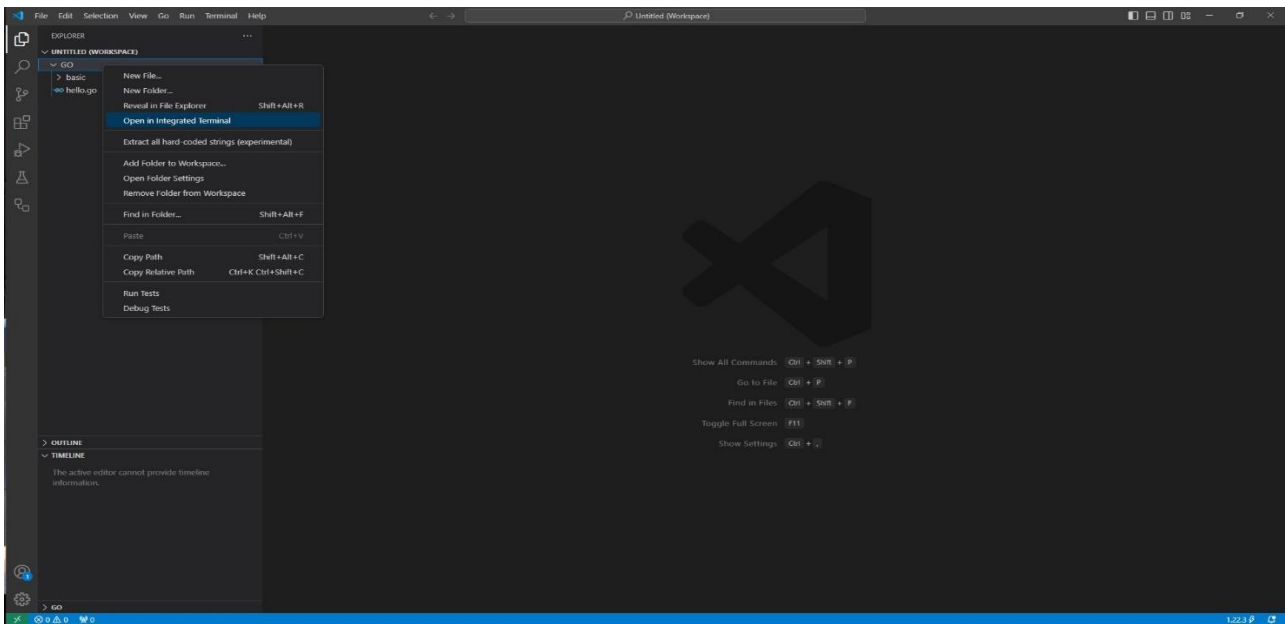 File Edit Selection View Go Run Terminal Help
Untitled (Workspace)
EXPLORER
UNTITLED (WORKSPACE)
GO
basic
hello.go
New File...
New Folder...
Reveal in File Explorer Shift+Alt+R
Open in Integrated Terminal
Extract all hard-coded strings (experimental)
Add Folder to Workspace...
Open Folder Settings
Remove Folder from Workspace
Find in Folder... Shift+Alt+F
Paste Ctrl+V
Copy Path Shift+Alt+C
Copy Relative Path Ctrl+K Ctrl+Shift+C
Run Tests
Debug Tests
Show All Commands Ctrl + Shift + P
Go to File Ctrl + P
Find in Files Ctrl + Shift + F
Toggle Full Screen F11
Show Settings Ctrl + ,
OUTLINE
TIMELINE
The active editor cannot provide timeline
information.
GO
0 0 0
1.22.3